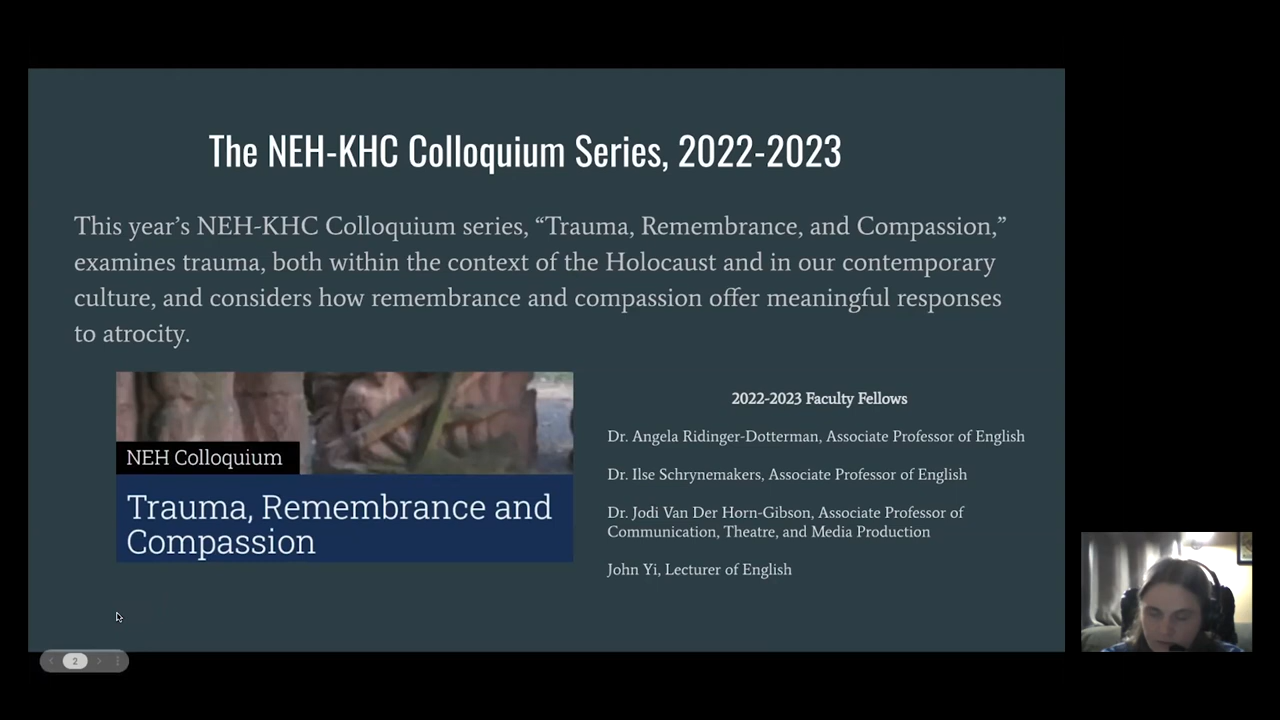 The NEH-KHC Colloquium Series, 2022-2023
This year’s NEH-KHC Colloquium series, “Trauma, Remembrance, and Compassion,”
examines trauma, both within the context of the Holocaust and in our contemporary
culture, and considers how remembrance and compassion offer meaningful responses
to atrocity.
NEH Colloquium
Trauma, Remembrance and
Compassion
2022-2023 Faculty Fellows
Dr. Angela Ridinger-Dotterman, Associate Professor of English
Dr. Ilse Schrynemakers, Associate Professor of English
Dr. Jodi Van Der Horn-Gibson, Associate Professor of
Communication, Theatre, and Media Production
John Yi, Lecturer of English
2